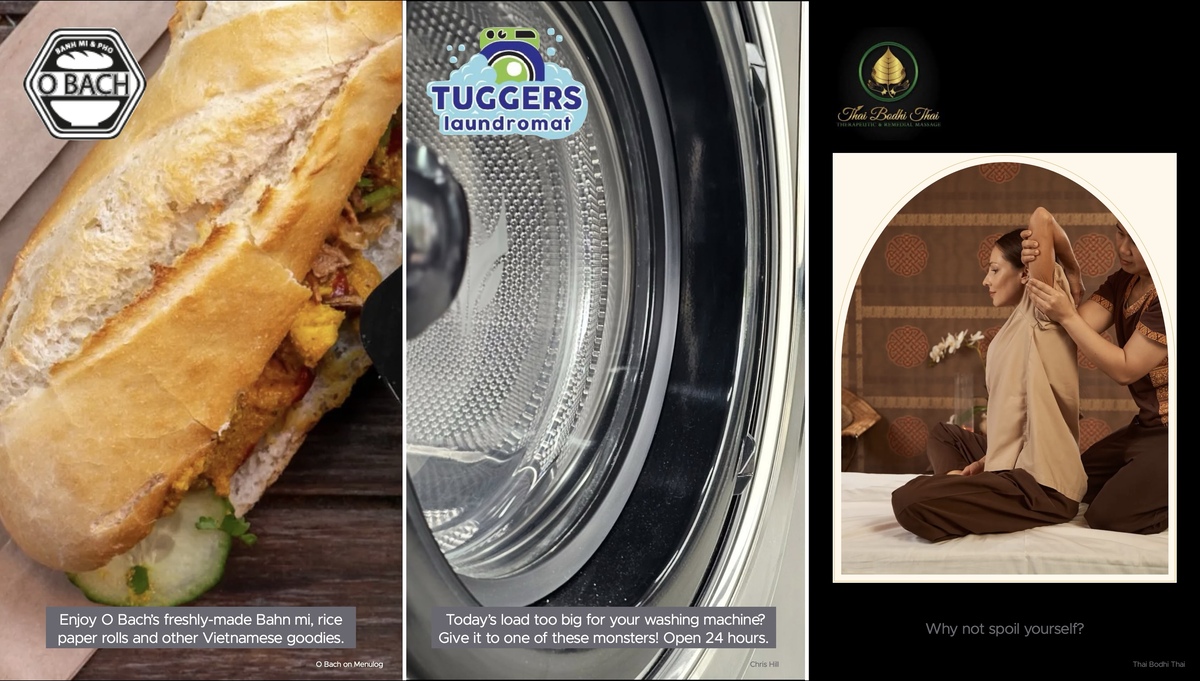 BANH MI & PHO
O BACH
Enjoy O Bach's freshly-made Bahn mi, rice
paper rolls and other Vietnamese goodies.
O Bach on Menulog
TUGGERS
laundromat
Today's load too big for your washing machine?
Give it to one of these monsters! Open 24 hours.
Chris Hill
Thai Bodhi Thai
THERAPEUTIC & REMEDIAL MASSAGE
Why not spoil yourself?
Thai Bodhi Thai